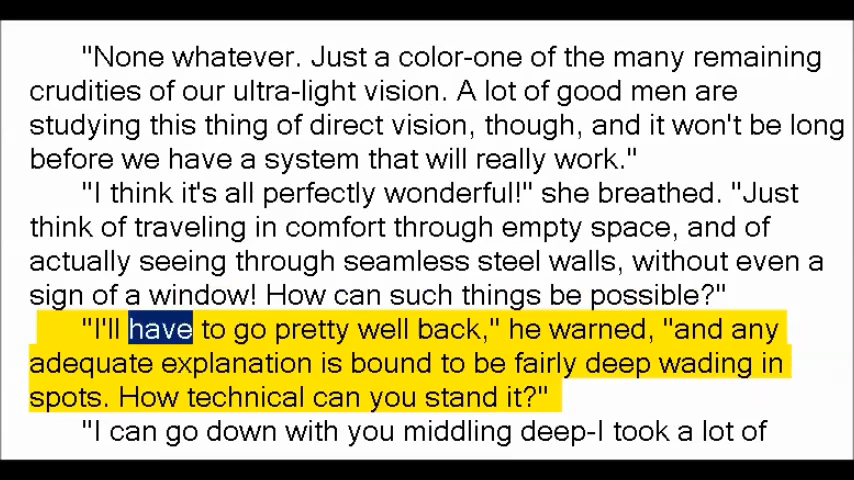 "None whatever. Just a color-one of the many remaining
crudities of our ultra-light vision. A lot of good men are
studying this thing of direct vision, though, and it won't be long
before we have a system that will really work."
"I think it's all perfectly wonderful!" she breathed. "Just
think of traveling in comfort through empty space, and of
actually seeing through seamless steel walls, without even a
sign of a window! How can such things be possible?"
"I'll have to go pretty well back," he warned, "and any
adequate explanation is bound to be fairly deep wading in
spots. How technical can you stand it?"
"I can go down with you middling deep-I took a lot of